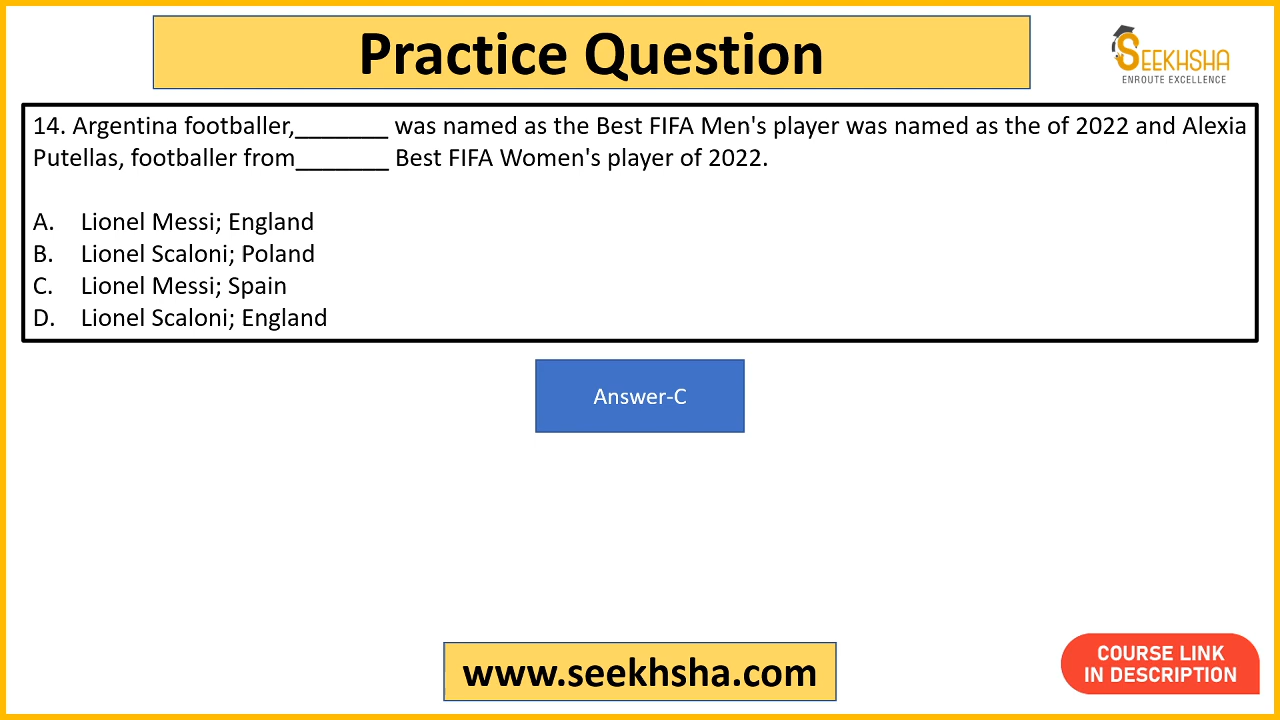 Practice Question
SEEKHSHA
ENROUTE EXCELLENCE
14. Argentina footballer,_______ was named as the Best FIFA Men's player was named as the of 2022 and Alexia
Putellas, footballer from_______ Best FIFA Women's player of 2022.
A. Lionel Messi; England
B. Lionel Scaloni; Poland
C. Lionel Messi; Spain
D. Lionel Scaloni; England
Answer-C
www.seekhsha.com
COURSE LINK
IN DESCRIPTION